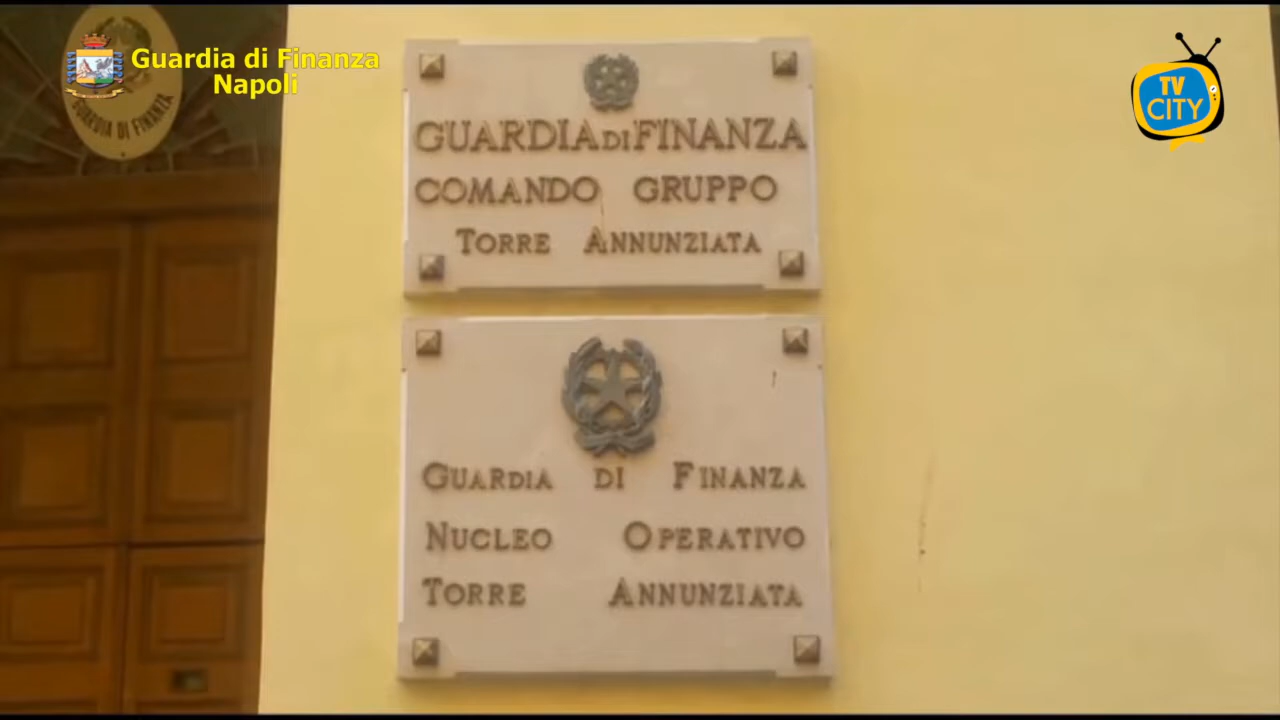 Guardia di Finanza
Napoli
GUARDIA DI FINANZA
TV
CITY
GUARDIA DI FINANZA
COMANDO GRUPPO
TORRE ANNUNZIATA
GUARDIA DI FINANZA
NUCLEO OPERATIVO
TORRE ANNUNZIATA